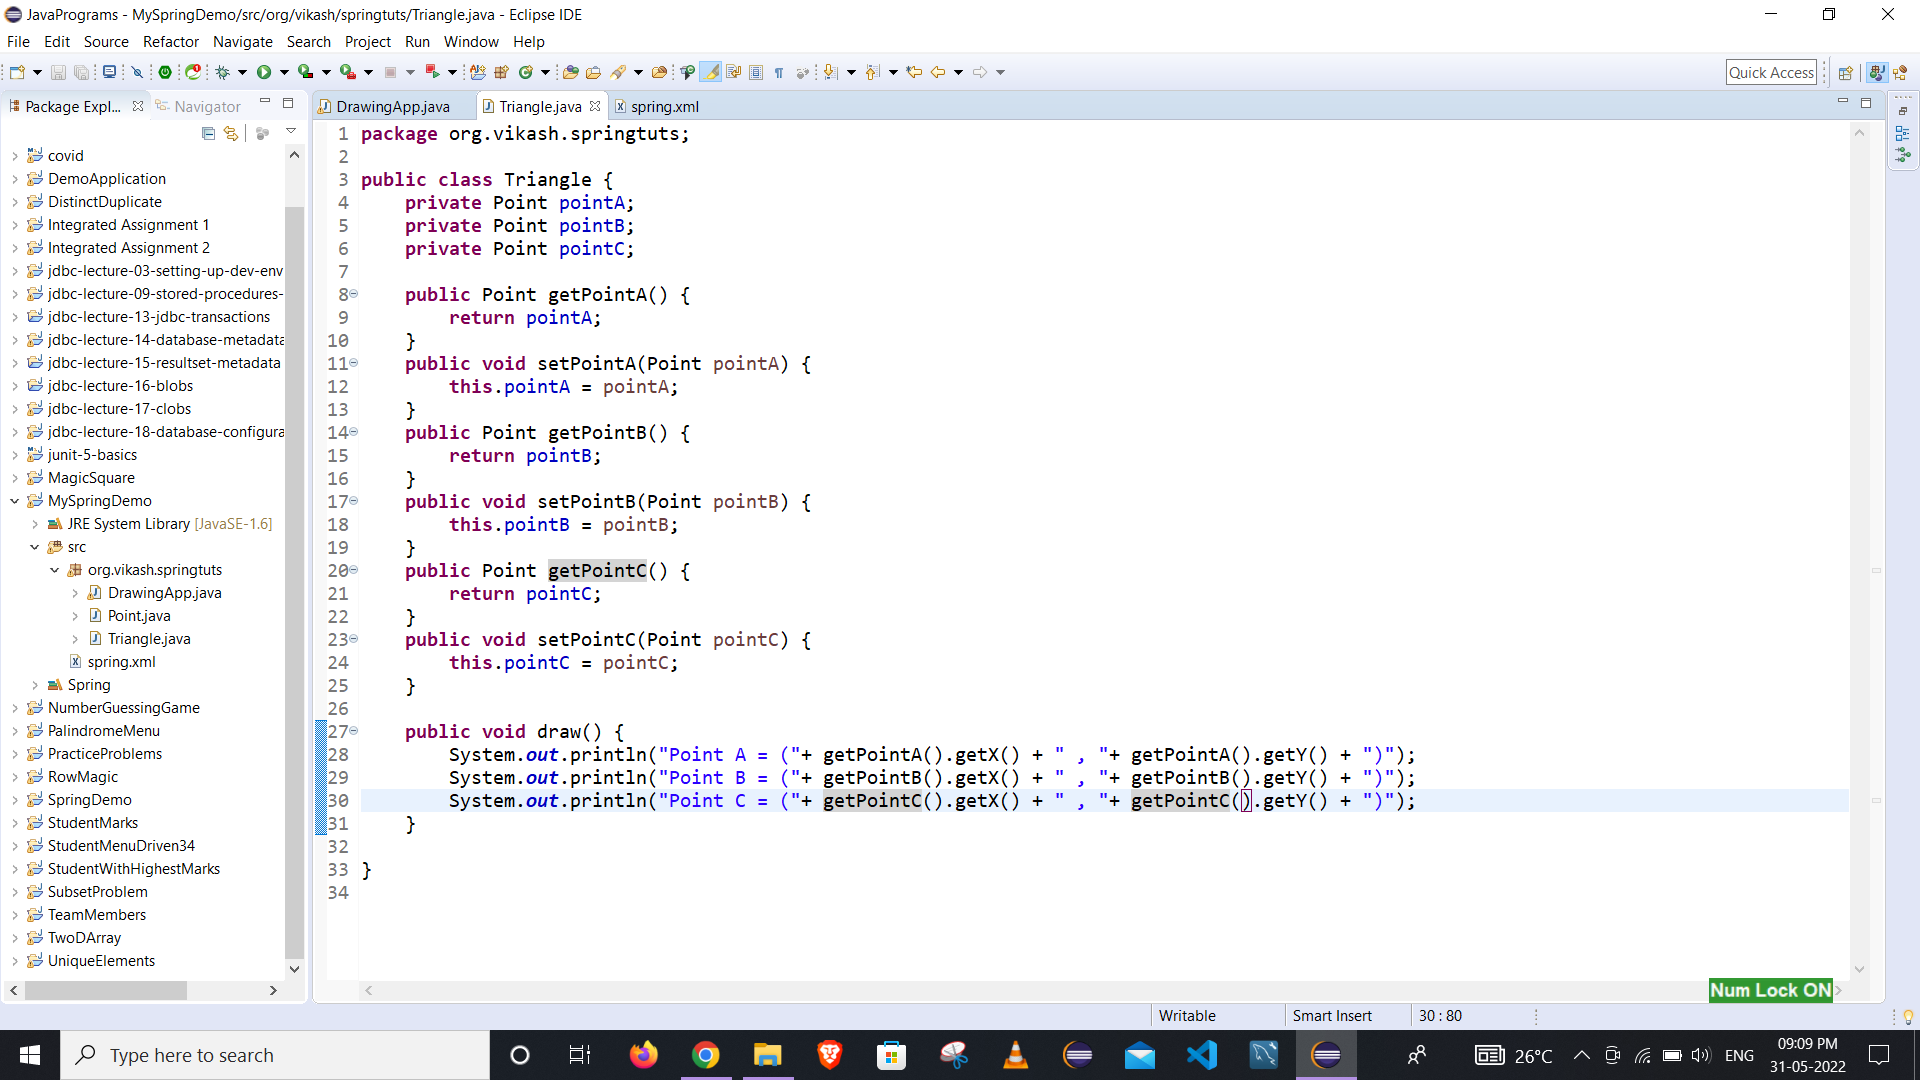 JavaPrograms - MySpringDemo/src/org/vikash/springtuts/Triangle.java - Eclipse IDE
File Edit Source Refactor Navigate Search Project Run Window Help
Quick Access
Package Expl... Navigator
DrawingApp.java Triangle.java spring.xml
covid
DemoApplication
DistinctDuplicate
Integrated Assignment 1
Integrated Assignment 2
jdbc-lecture-03-setting-up-dev-env
jdbc-lecture-09-stored-procedures-
jdbc-lecture-13-jdbc-transactions
jdbc-lecture-14-database-metadata
jdbc-lecture-15-resultset-metadata
jdbc-lecture-16-blobs
jdbc-lecture-17-clobs
jdbc-lecture-18-database-configura
junit-5-basics
MagicSquare
MySpringDemo
JRE System Library [JavaSE-1.6]
src
org.vikash.springtuts
DrawingApp.java
Point.java
Triangle.java
spring.xml
Spring
NumberGuessingGame
PalindromeMenu
PracticeProblems
RowMagic
SpringDemo
StudentMarks
StudentMenuDriven34
StudentWithHighestMarks
SubsetProblem
TeamMembers
TwoDArray
UniqueElements
1 package org.vikash.springtuts;
2
3 public class Triangle {
4 private Point pointA;
5 private Point pointB;
6 private Point pointC;
7
8 public Point getPointA() {
9 return pointA;
10 }
11 public void setPointA(Point pointA) {
12 this.pointA = pointA;
13 }
14 public Point getPointB() {
15 return pointB;
16 }
17 public void setPointB(Point pointB) {
18 this.pointB = pointB;
19 }
20 public Point getPointC() {
21 return pointC;
22 }
23 public void setPointC(Point pointC) {
24 this.pointC = pointC;
25 }
26
27 public void draw() {
28 System.out.println("Point A = ("+ getPointA().getX() + " , "+ getPointA().getY() + ")");
29 System.out.println("Point B = ("+ getPointB().getX() + " , "+ getPointB().getY() + ")");
30 System.out.println("Point C = ("+ getPointC().getX() + " , "+ getPointC().getY() + ")");
31 }
32
33 }
34
Num Lock ON
Writable Smart Insert 30 : 80
Type here to search
26°C ENG
09:09 PM
31-05-2022